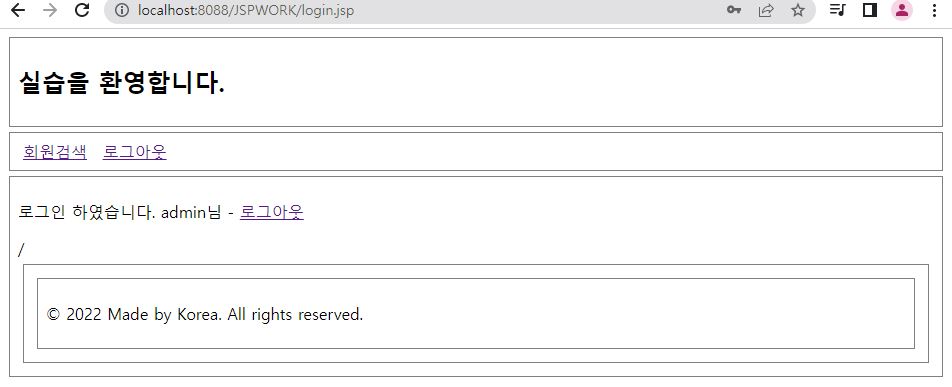 localhost:8088/JSPWORK/login.jsp
실습을 환영합니다.
회원검색 로그아웃
로그인 하였습니다. admin님 - 로그아웃
/
© 2022 Made by Korea. All rights reserved.